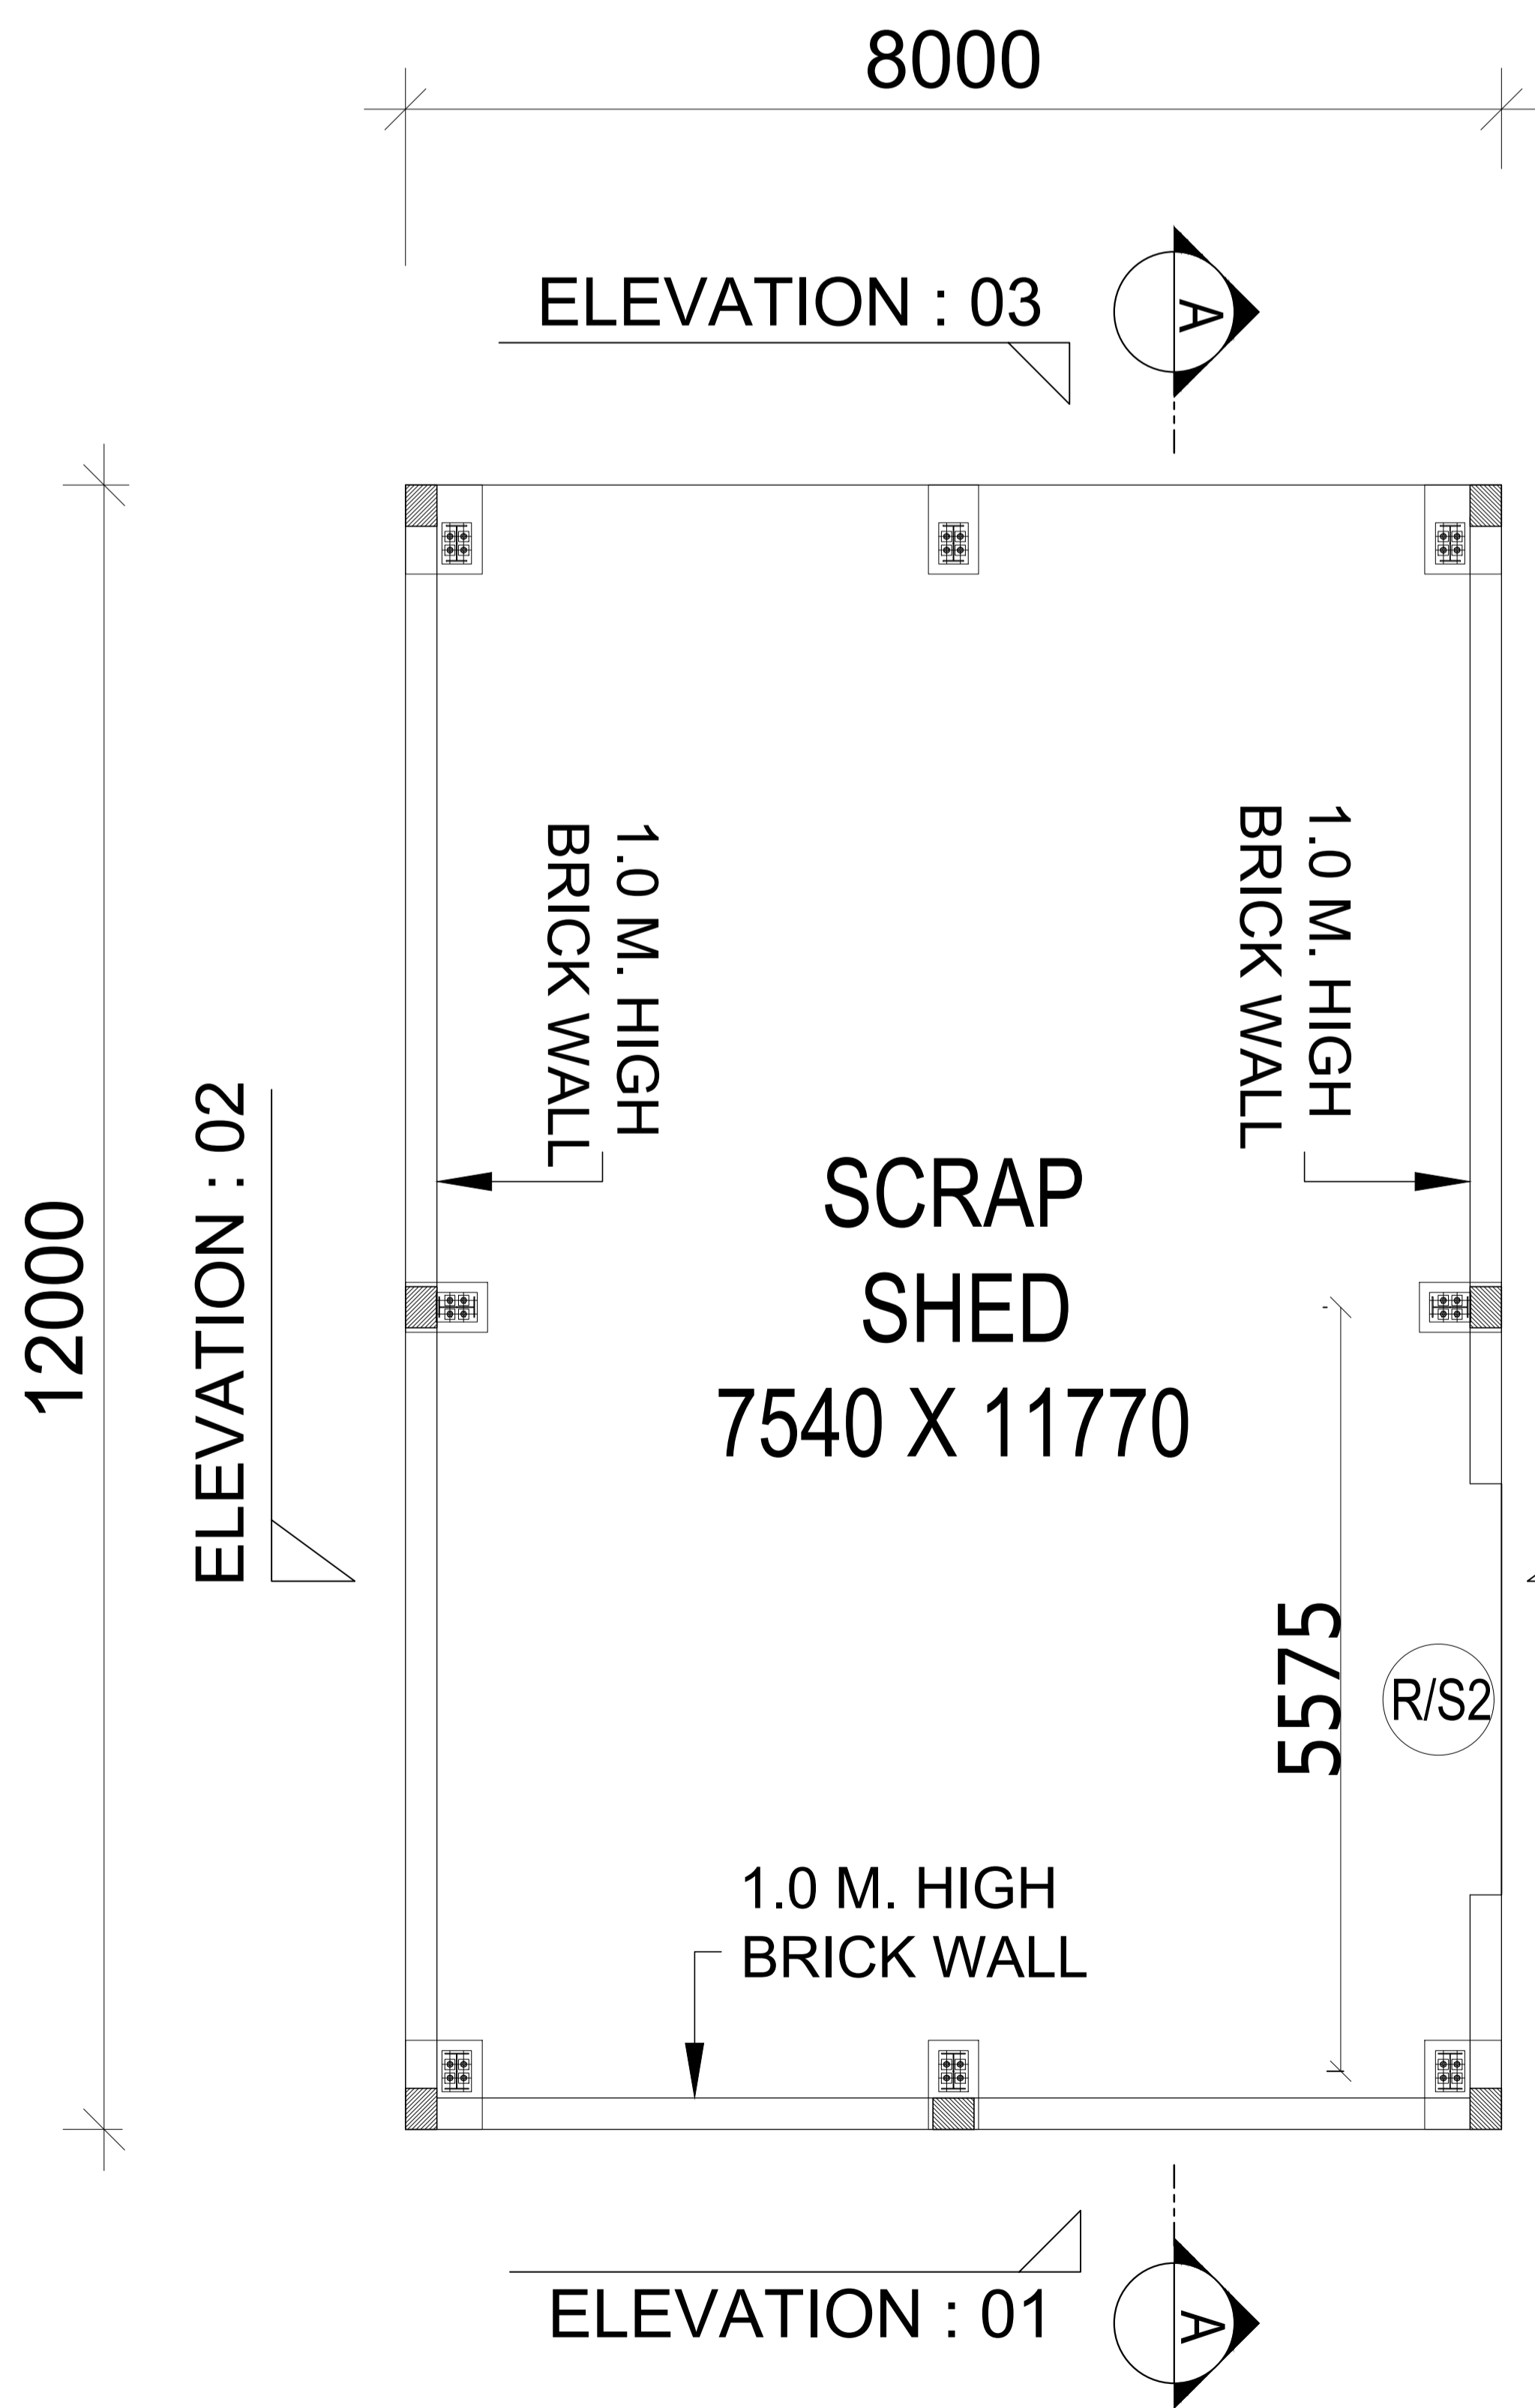 8000
ELEVATION : 03
A
1.0 M. HIGH
BRICK WALL
1.0 M. HIGH
BRICK WALL
ELEVATION : 02
12000
SCRAP
SHED
7540 X 11770
5575
R/S2
1.0 M. HIGH
BRICK WALL
ELEVATION : 01
A